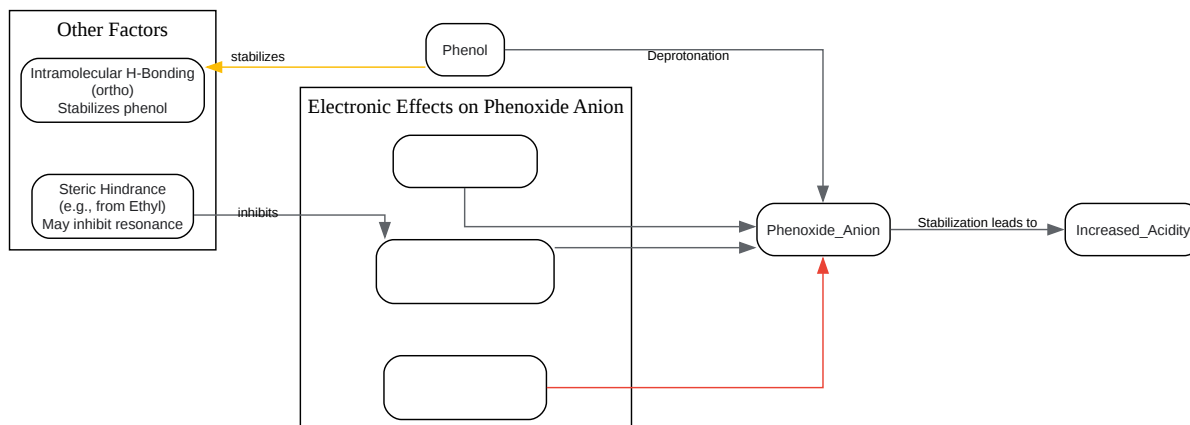 Other Factors
Intramolecular H-Bonding
(ortho)
Stabilizes phenol
stabilizes
Phenol
Deprotonation
Electronic Effects on Phenoxide Anion
Steric Hindrance
(e.g., from Ethyl)
May inhibit resonance
inhibits
Phenoxide_Anion
Stabilization leads to
Increased_Acidity